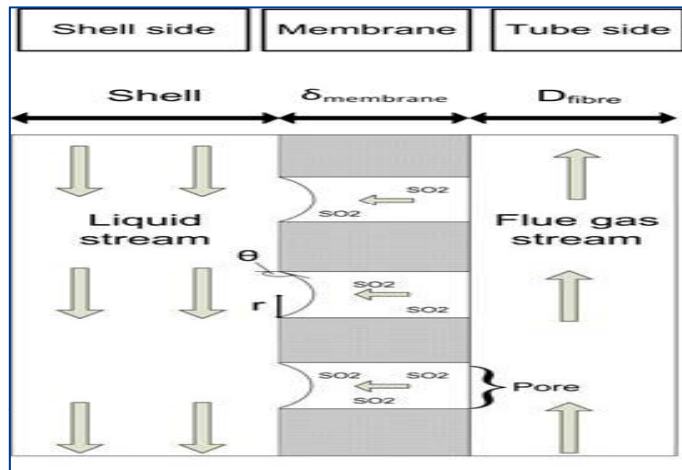 Shell side
Membrane
Tube side
Shell
δmembrane
Dfibre
SO2
SO2
Liquid
stream
Flue gas
stream
θ
SO2
r
SO2
SO2
SO2
Pore
SO2